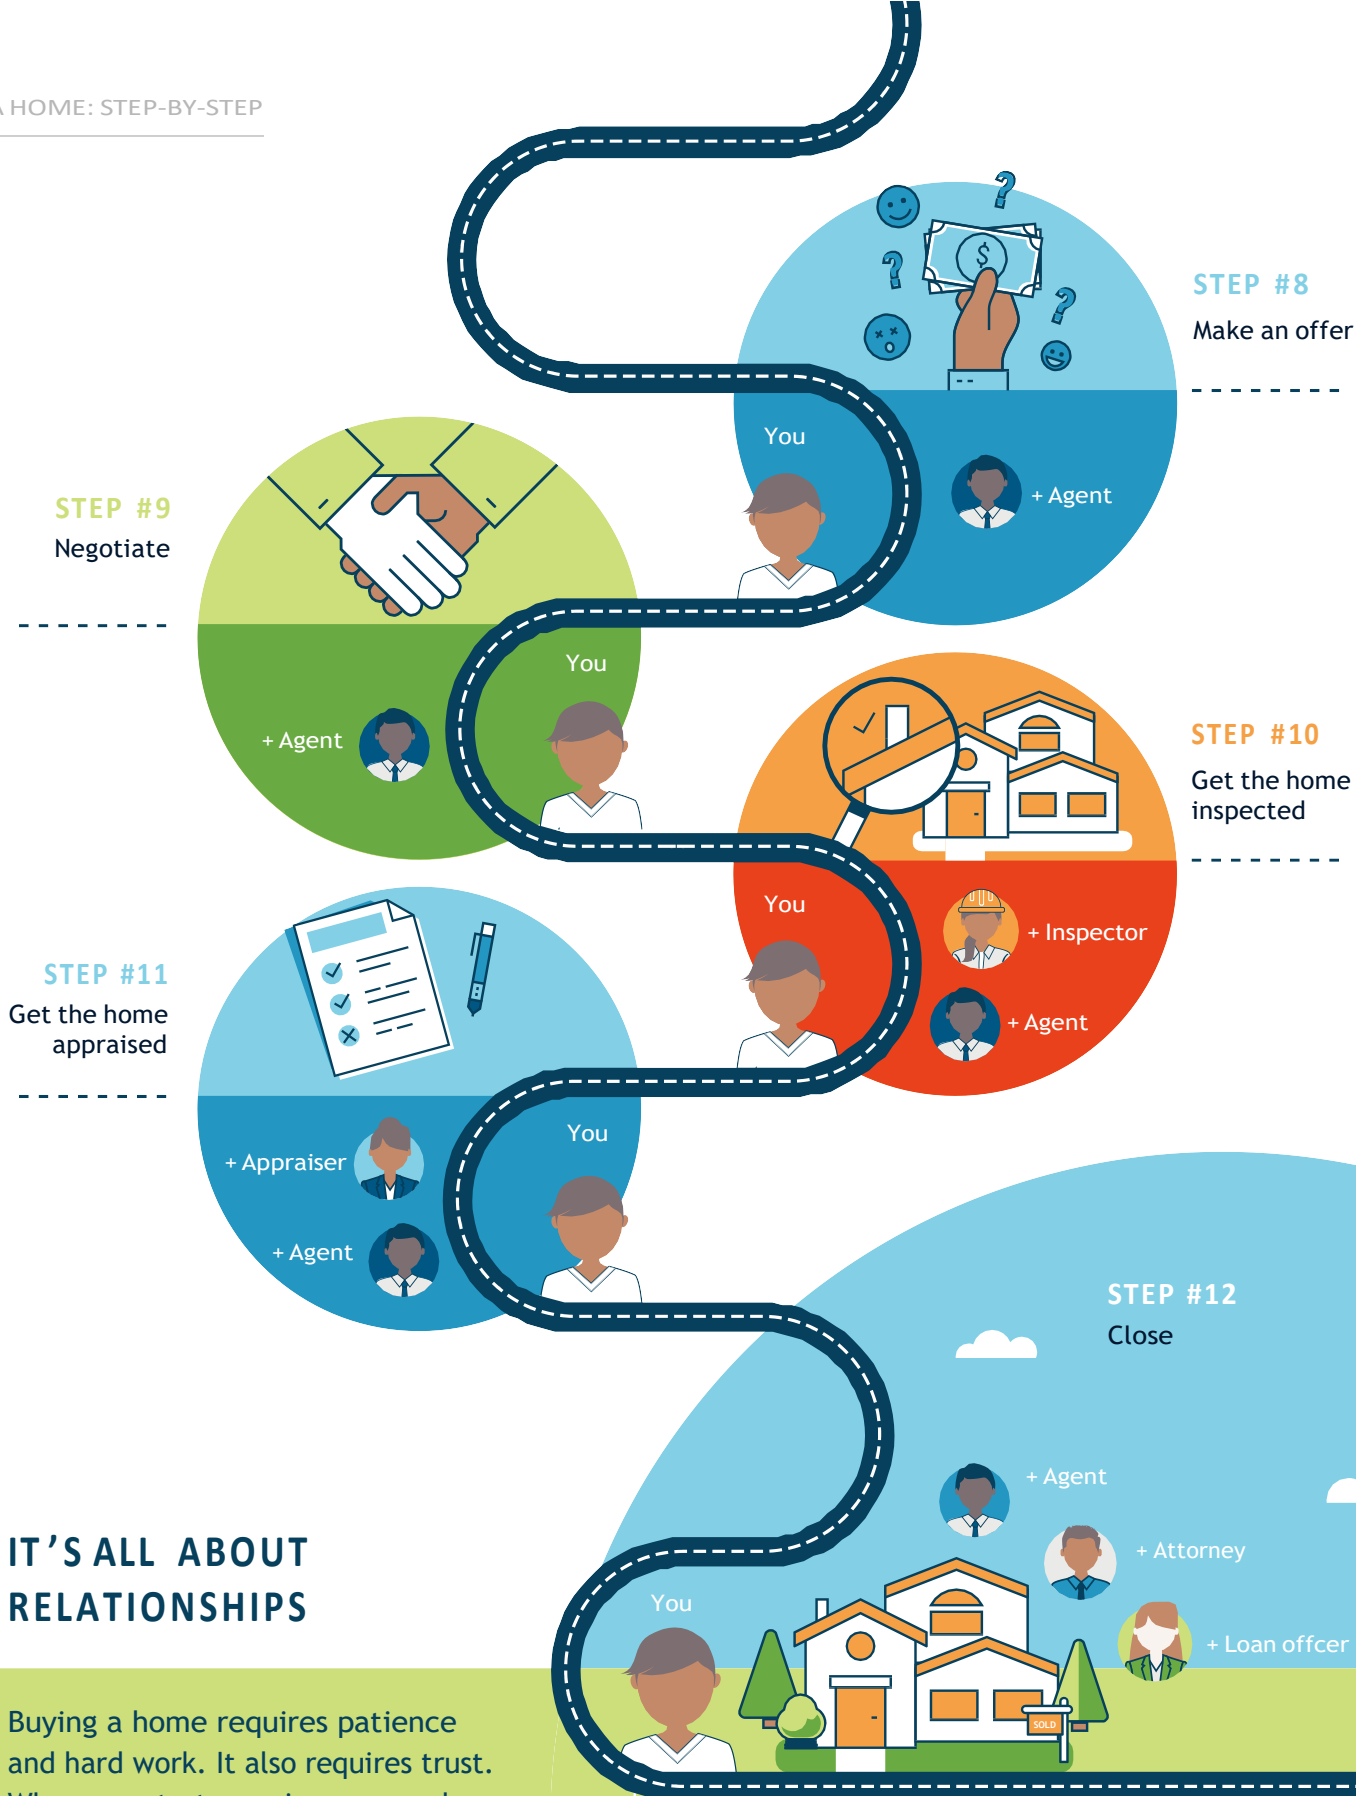 A HOME: STEP-BY-STEP
STEP #8
Make an offer
You
+ Agent
STEP #9
Negotiate
You
+ Agent
STEP #10
Get the home
inspected
You
+ Inspector
+ Agent
STEP #11
Get the home
appraised
You
+ Appraiser
+ Agent
STEP #12
Close
+ Agent
+ Attorney
+ Loan offcer
You
SOLD
IT'S ALL ABOUT
RELATIONSHIPS
Buying a home requires patience
and hard work. It also requires trust.